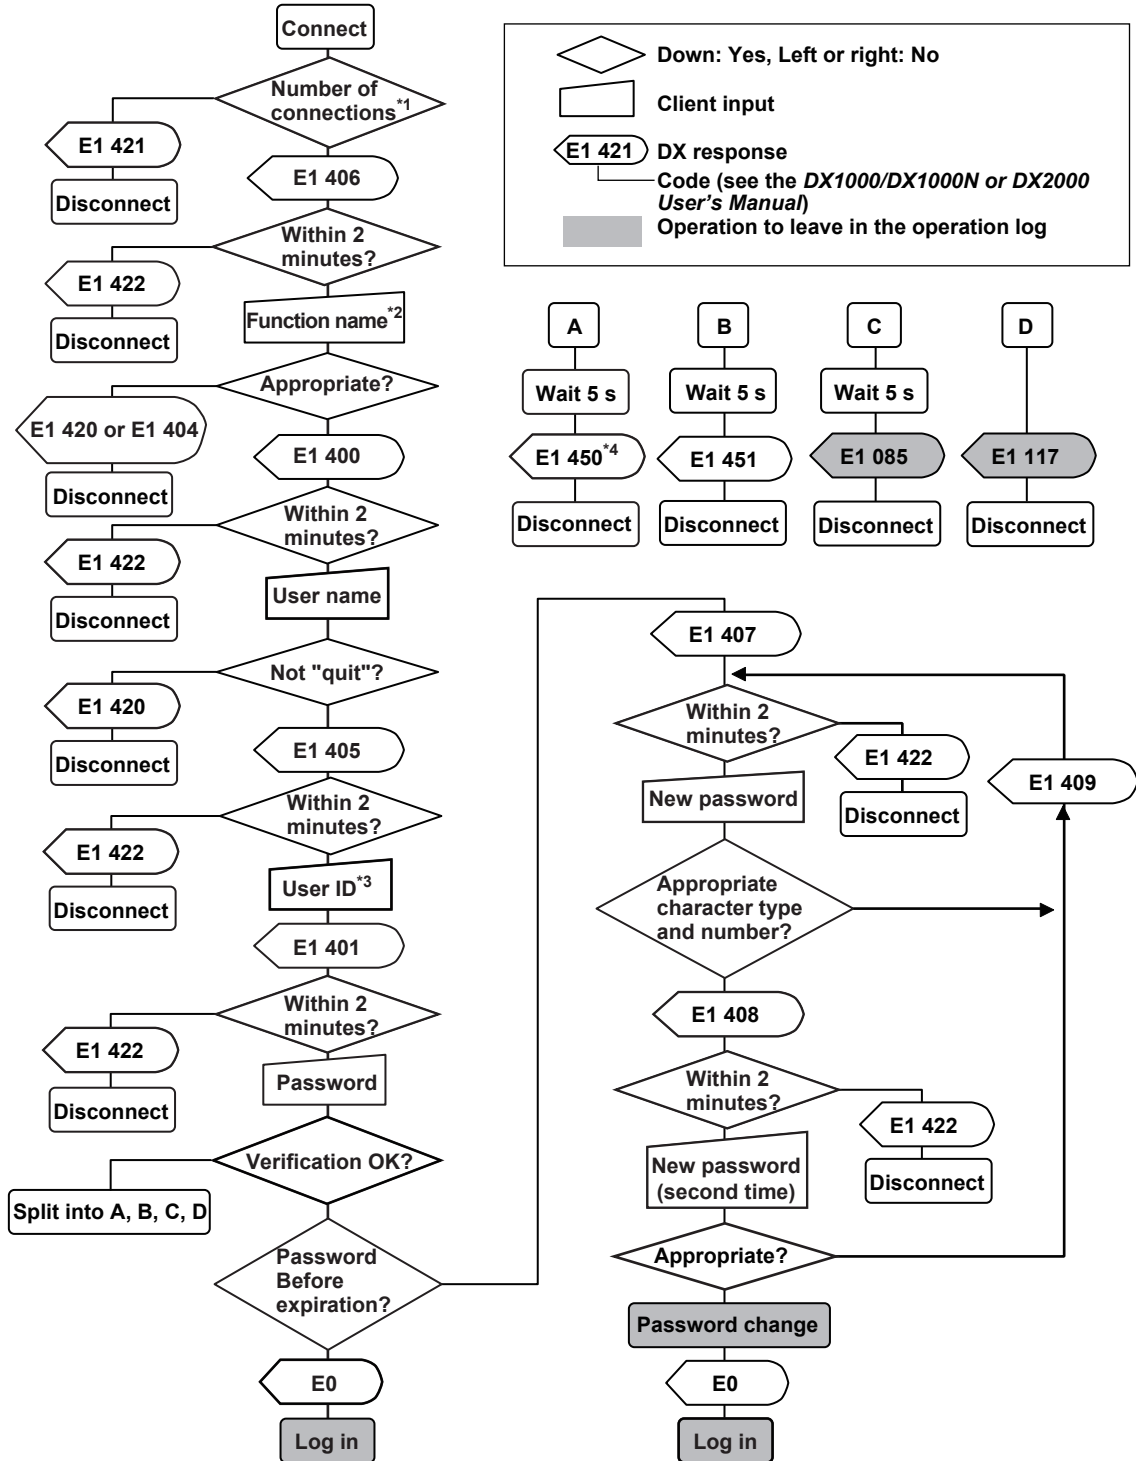 Connect
Number of
connections*1
E1 421
Disconnect
E1 406
Within 2
minutes?
E1 422
Disconnect
Function name*2
Appropriate?
E1 420 or E1 404
Disconnect
E1 400
Within 2
minutes?
E1 422
Disconnect
User name
Not "quit"?
E1 420
Disconnect
E1 405
Within 2
minutes?
E1 422
Disconnect
User ID*3
E1 401
Within 2
minutes?
E1 422
Disconnect
Password
Verification OK?
Split into A, B, C, D
Password
Before
expiration?
E0
Log in
Down: Yes, Left or right: No
Client input
E1 421
DX response
Code (see the DX1000/DX1000N or DX2000
User's Manual)
Operation to leave in the operation log
A
Wait 5 s
E1 450*4
Disconnect
B
Wait 5 s
E1 451
Disconnect
C
Wait 5 s
E1 085
Disconnect
D
E1 117
Disconnect
E1 407
Within 2
minutes?
E1 422
Disconnect
E1 409
New password
Appropriate
character type
and number?
E1 408
Within 2
minutes?
E1 422
Disconnect
New password
(second time)
Appropriate?
Password change
E0
Log in